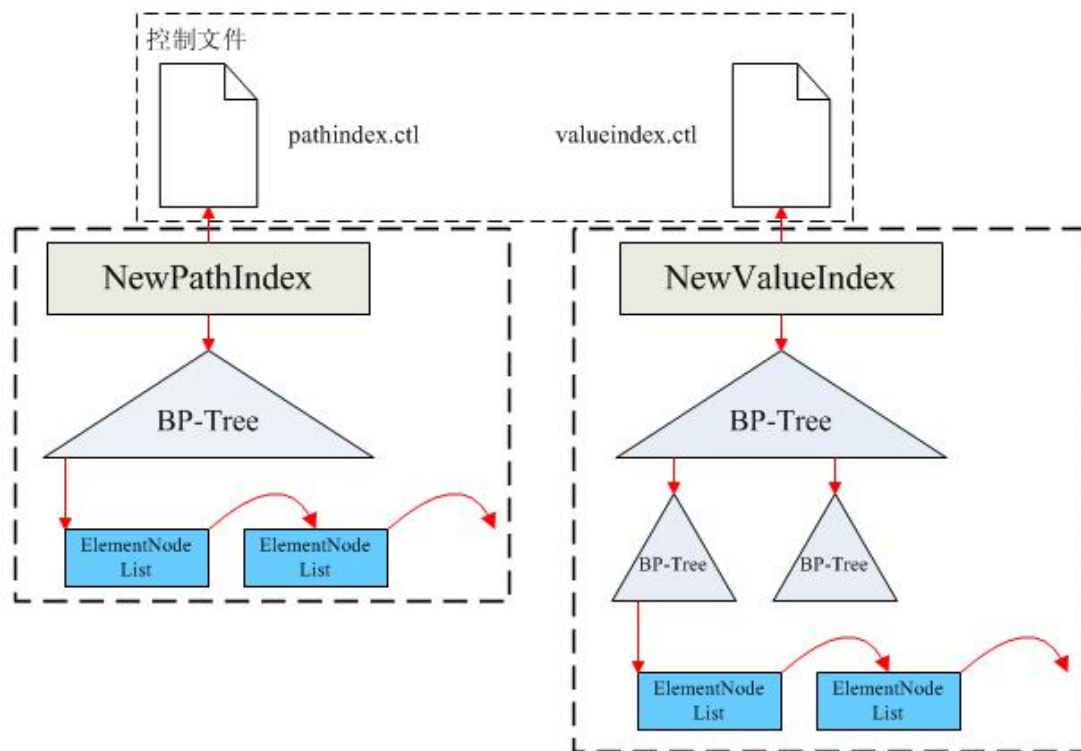 控制文件
pathindex.ctl
valueindex.ctl
NewPathIndex
NewValueIndex
BP-Tree
BP-Tree
ElementNode
List
ElementNode
List
BP-Tree
BP-Tree
ElementNode
List
ElementNode
List